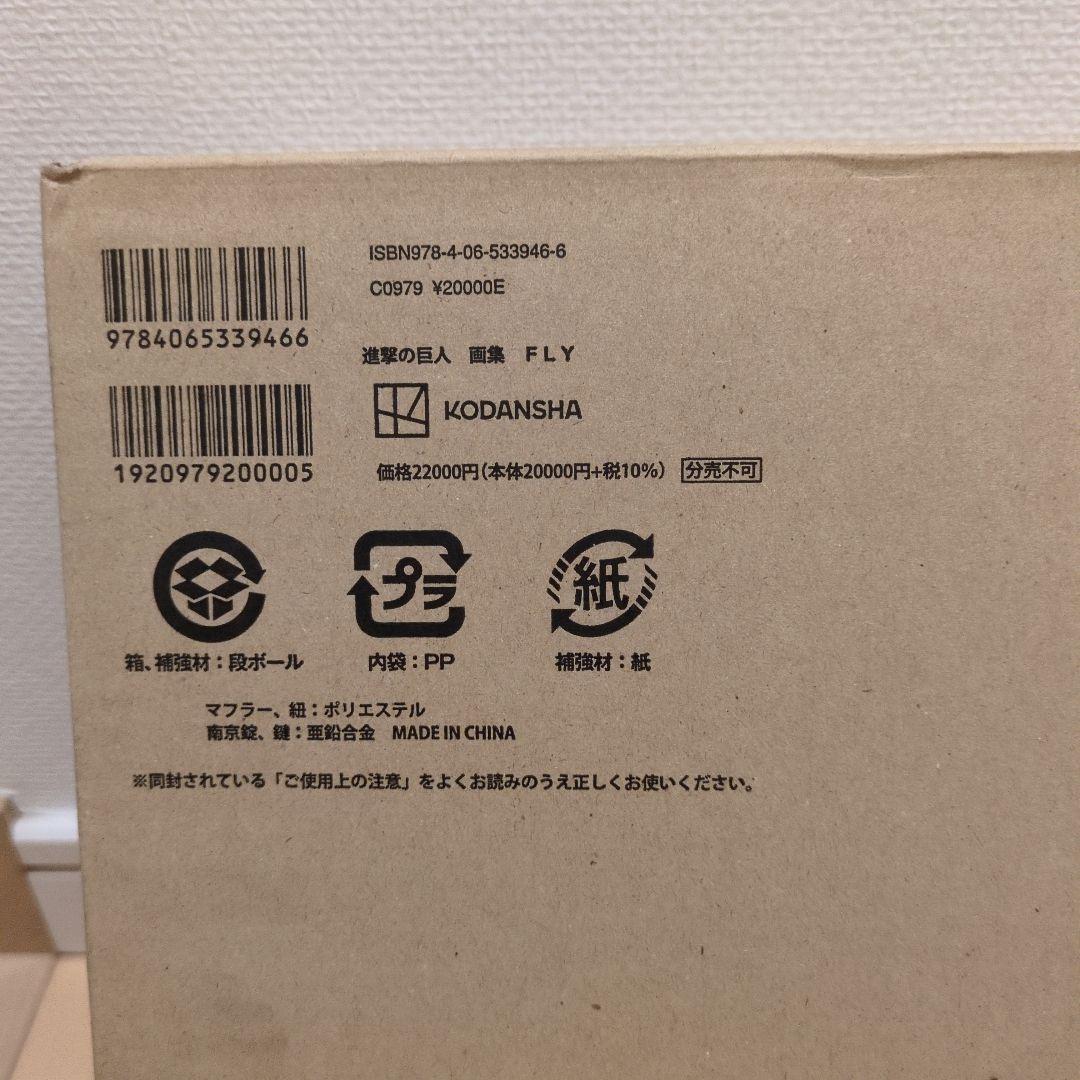 ISBN978-4-06-533946-6
C0979 ¥20000E
9784065339466
進撃の巨人 画集 FLY
KODANSHA
1920979200005
価格22000円(本体20000円+税10%) 分売不可
プラ
紙
箱、補強材:段ボール
内袋:PP
補強材:紙
マフラー、紐:ポリエステル
南京錠、鍵:亜鉛合金 MADE IN CHINA
※同封されている「ご使用上の注意」をよくお読みのうえ正しくお使いください。